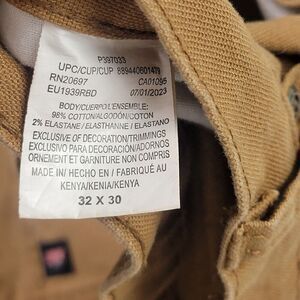 P397033
UPC/CUP/CUP 889440601479
RN20697 CA01095
EU1939RBD 07/01/2023
BODY/CUERPO/ENSEMBLE:
98% COTTON/ALGODÓN/COTON
2% ELASTANE / ELASTHANNE / ELASTANO
EXCLUSIVE OF DECORATION/TRIMMINGS
EXCLUSIVO PARA DECORACIÓN/ADORNOS
ORNEMENT ET GARNITURE NON COMPRIS
MADE IN/ HECHO EN / FABRIQUÉ AU
KENYA/KENIA/KENYA
32 X 30